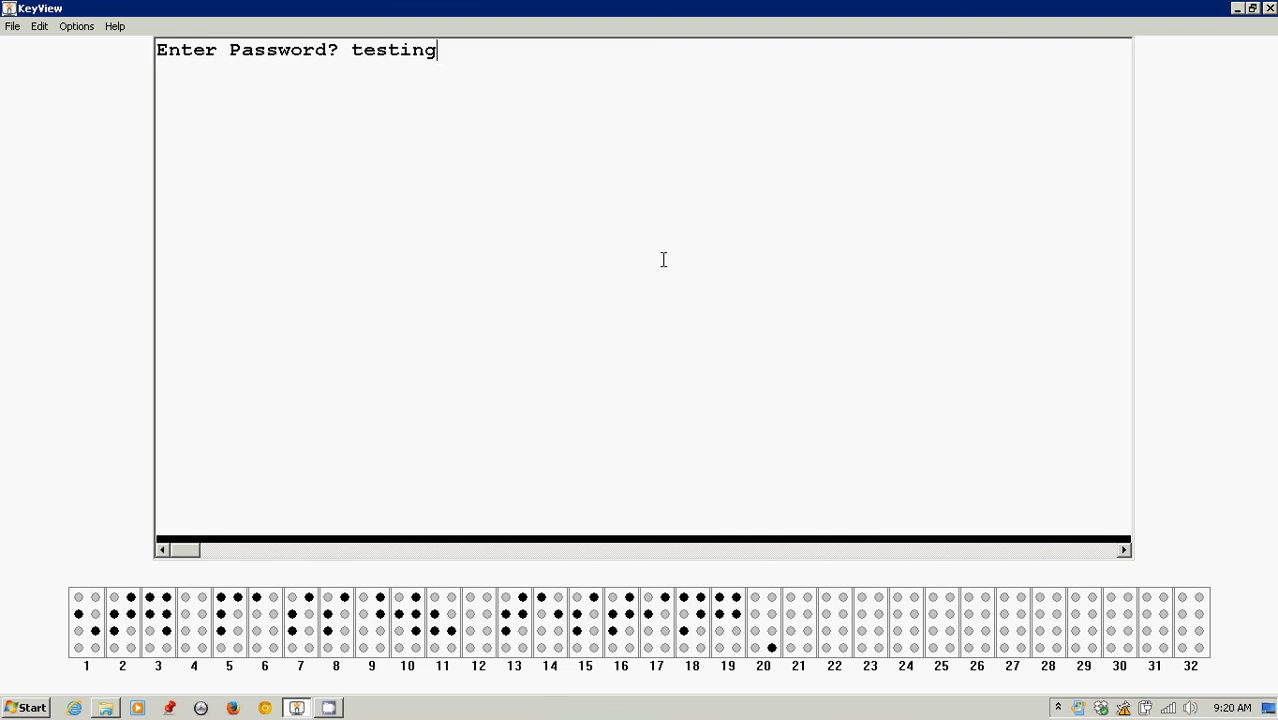 KeyView
File Edit Options Help
Enter Password? testing
1 2 3 4 5 6 7 8 9 10 11 12 13 14 15 16 17 18 19 20 21 22 23 24 25 26 27 28 29 30 31 32
Start 9:20 AM